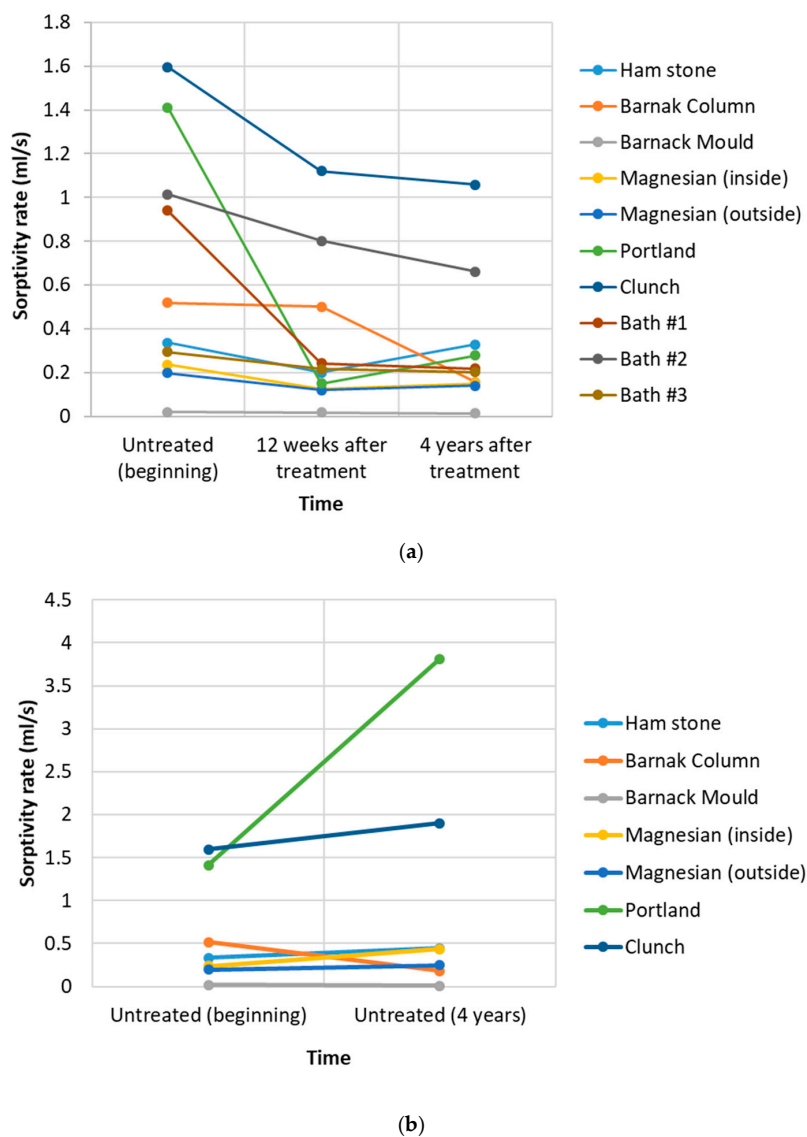 1.8
1.6
1.4
1.2
1
0.8
0.6
0.4
0.2
0
Sorptivity rate (ml/s)
Untreated (beginning)
12 weeks after treatment
4 years after treatment
Time
Ham stone
Barnak Column
Barnack Mould
Magnesian (inside)
Magnesian (outside)
Portland
Clunch
Bath #1
Bath #2
Bath #3
(a)
4.5
4
3.5
3
2.5
2
1.5
1
0.5
0
Sorptivity rate (ml/s)
Untreated (beginning)
Untreated (4 years)
Time
Ham stone
Barnak Column
Barnack Mould
Magnesian (inside)
Magnesian (outside)
Portland
Clunch
(b)